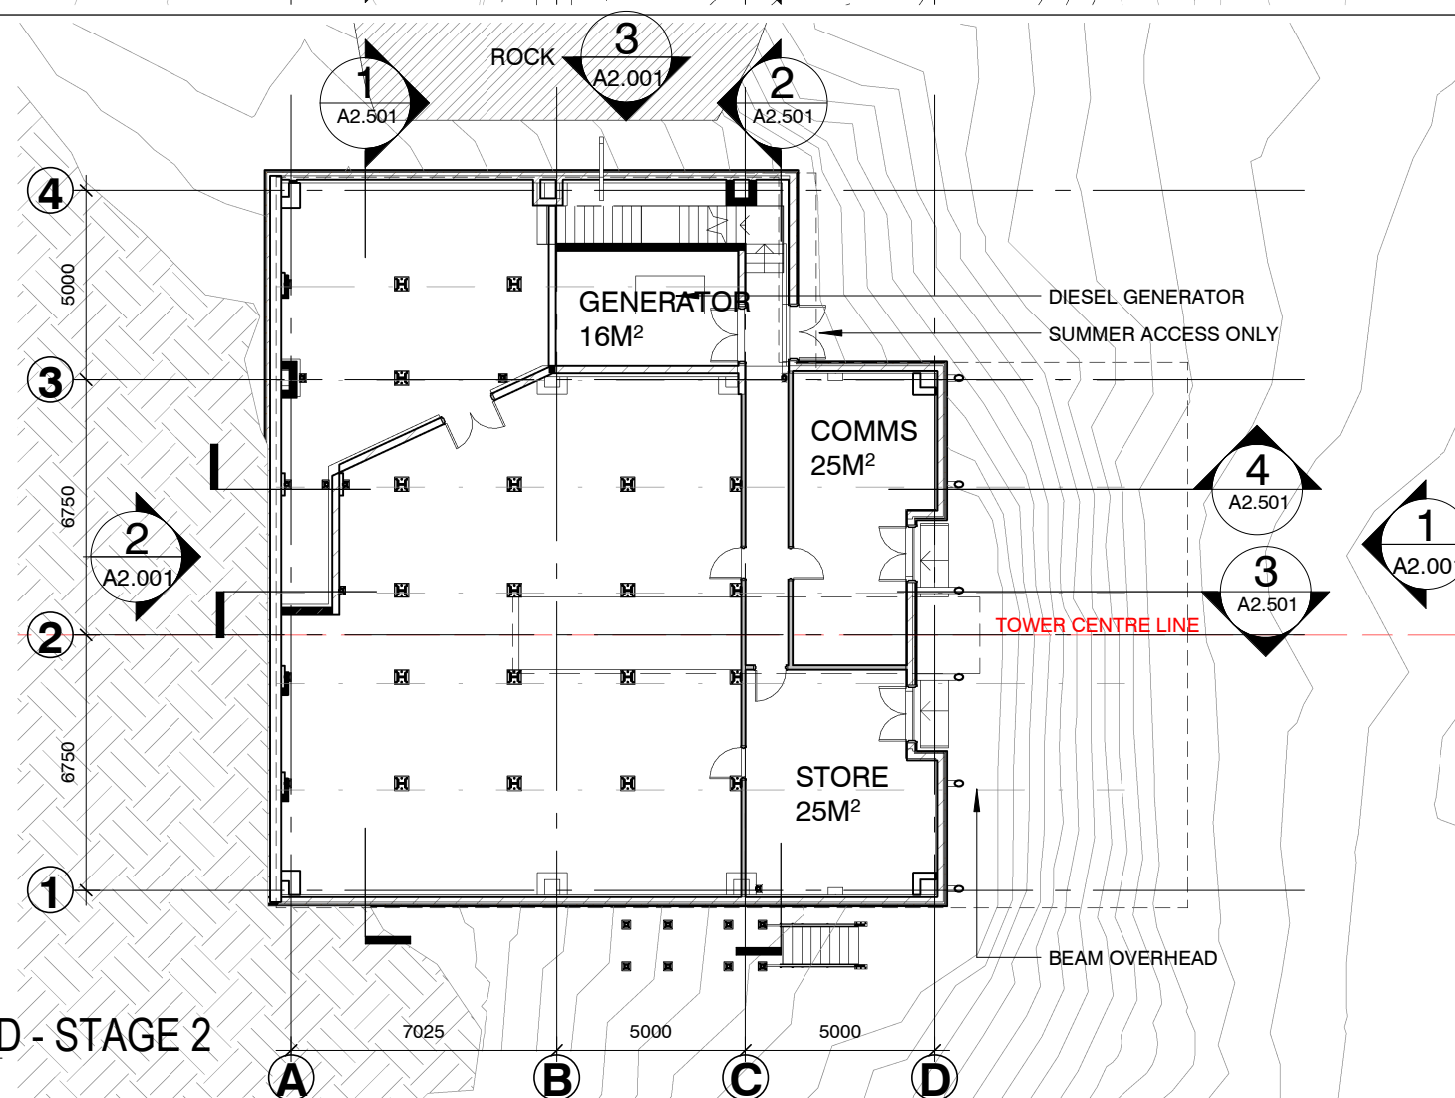 ROCK
3
A2.001
1
A2.501
2
A2.501
4
5000
GENERATOR
16M²
DIESEL GENERATOR
SUMMER ACCESS ONLY
3
COMMS
25M²
4
A2.501
6750
2
A2.001
1
A2.00
3
A2.501
2
TOWER CENTRE LINE
6750
STORE
25M²
1
BEAM OVERHEAD
D - STAGE 2
7025
5000
5000
A
B
C
D